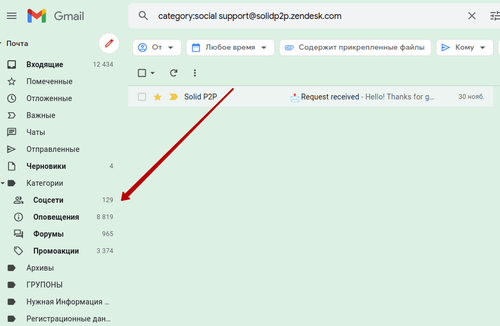 Gmail
category:social support@solidp2p.zendesk.com
Почта
От
Любое время
Содержит прикрепленные файлы
Кому
Входящие 12 434
Помеченные
Отложенные
Важные
Чаты
Отправленные
Черновики 4
Категории
Соцсети 129
Оповещения 8 819
Форумы 965
Промоакции 3 374
Архивы
ГРУПОНЫ
Нужная Информация ...
Регистрационные дан...
Solid P2P Request received - Hello! Thanks for g... 30 нояб.